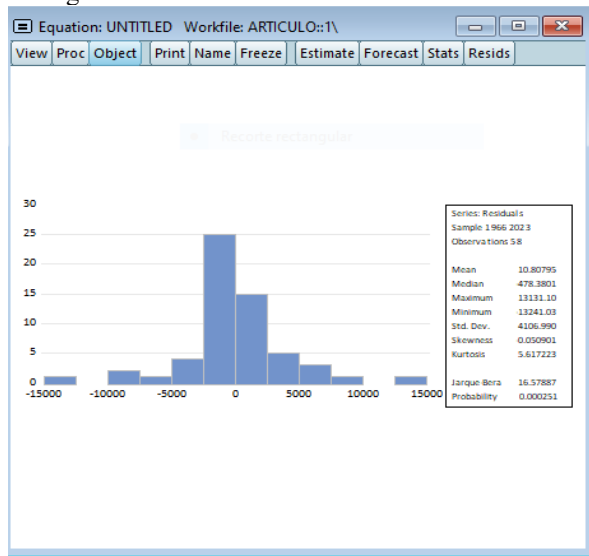 Equation: UNTITLED Workfile: ARTICULO::1\
View Proc Object Print Name Freeze Estimate Forecast Stats Resids
Recorte rectangular
30
25
20
15
10
5
0
-15000 -10000 -5000 0 5000 10000 15000
Series: Residuals
Sample 1966 2023
Observations 58
Mean 10.80795
Median 478.3801
Maximum 13131.10
Minimum -13241.03
Std. Dev. 4106.990
Skewness 0.050901
Kurtosis 5.617223
Jarque-Bera 16.57887
Probability 0.000251